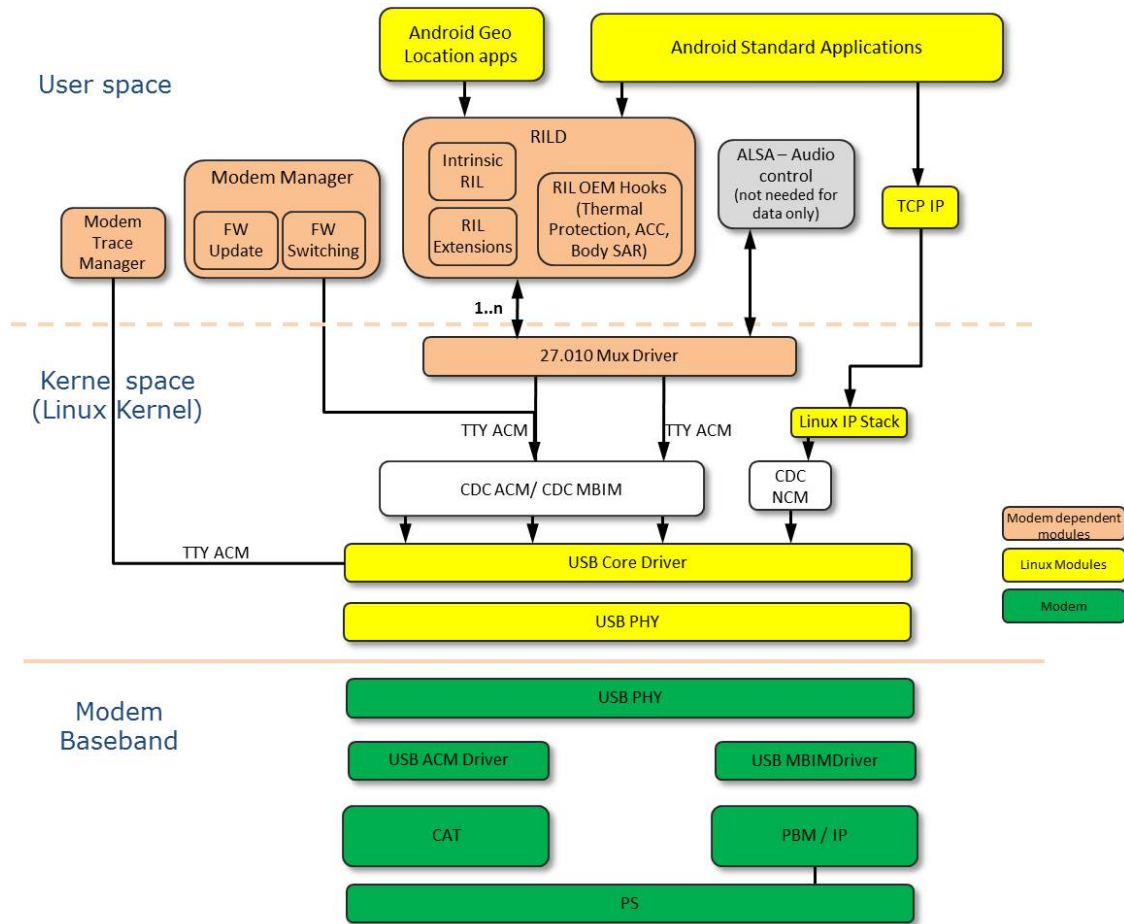 Android Geo
Location apps
Android Standard Applications
User space
RILD
Intrinsic
RIL
RIL
Extensions
RIL OEM Hooks
(Thermal
Protection, ACC,
Body SAR)
ALSA – Audio
control
(not needed for
data only)
TCP IP
Modem Manager
FW
Update
FW
Switching
Modem
Trace
Manager
1..n
27.010 Mux Driver
Kernel space
(Linux Kernel)
TTY ACM
TTY ACM
Linux IP Stack
CDC ACM/ CDC MBIM
CDC
NCM
TTY ACM
USB Core Driver
USB PHY
Modem dependent
modules
Linux Modules
Modem
Modem
Baseband
USB PHY
USB ACM Driver
USB MBIMDriver
CAT
PBM / IP
PS